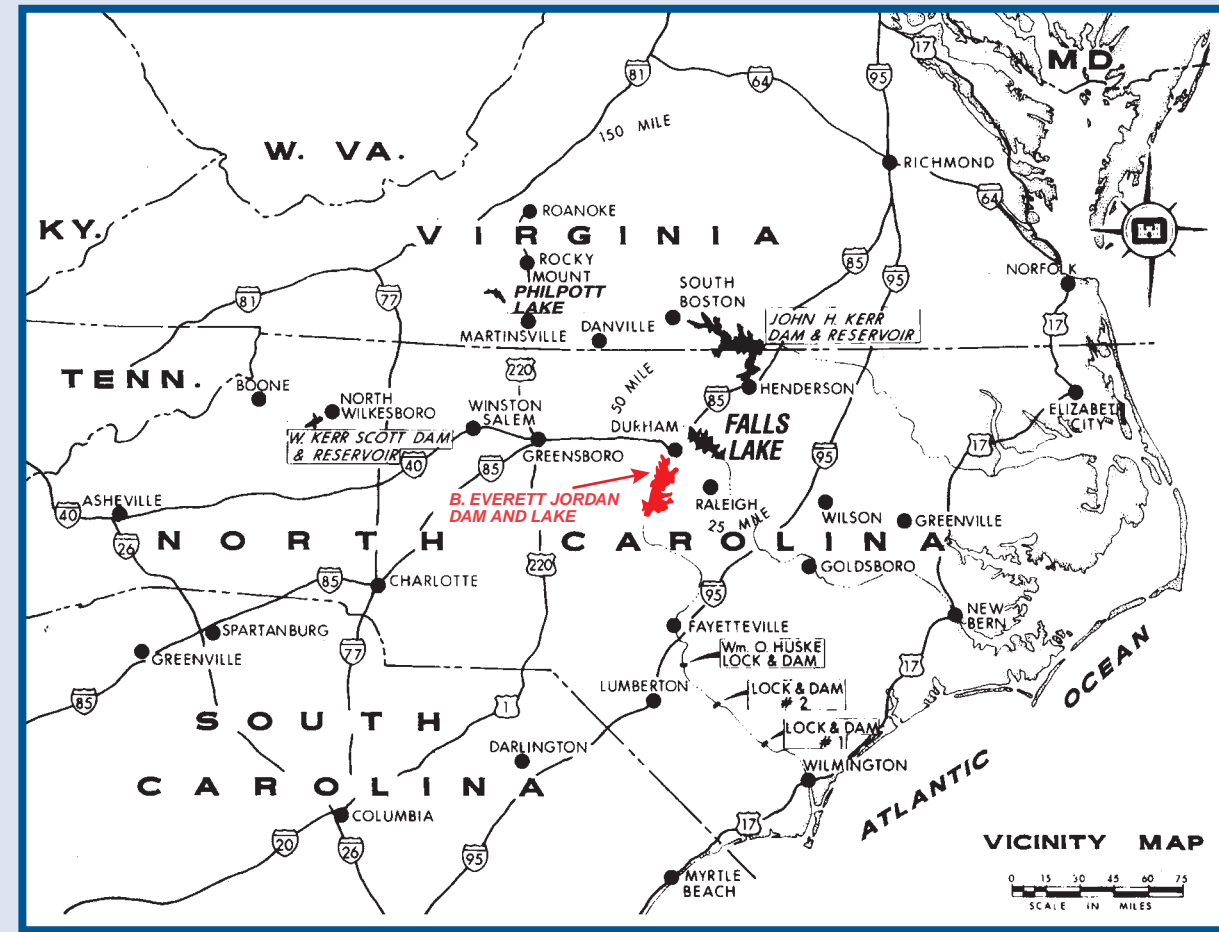 17
MD.
81
95
64
150 MILE
W. VA.
RICHMOND
64
ROANOKE
KY.
VIRGINIA
ROCKY
MOUNT
85
NORFOLK
PHILPOTT
LAKE
SOUTH
BOSTON
95
81
77
JOHN H. KERR
DAM & RESERVOIR
17
MARTINSVILLE
DANVILLE
220
TENN.
BOONE
50 MILE
85
HENDERSON
NORTH
WILKESBORO
WINSTON
SALEM
ELIZABETH
CITY
DURHAM
FALLS
LAKE
17
W. KERR SCOTT DAM
& RESERVOIR
40
85
GREENSBORO
95
B. EVERETT JORDAN
DAM AND LAKE
RALEIGH
ASHEVILLE
40
25 MILE
WILSON
GREENVILLE
26
NORTH CAROLINA
220
GOLDSBORO
85
CHARLOTTE
95
NEW
BERN
SPARTANBURG
FAYETTEVILLE
GREENVILLE
77
Wm. O. HUSKE
LOCK & DAM
17
85
LUMBERTON
LOCK & DAM
# 2
OCEAN
1
SOUTH
LOCK & DAM
# 1
DARLINGTON
WILMINGTON
CAROLINA
ATLANTIC
COLUMBIA
17
20
26
95
VICINITY MAP
MYRTLE
BEACH
0 15 30 45 60 75
SCALE IN MILES